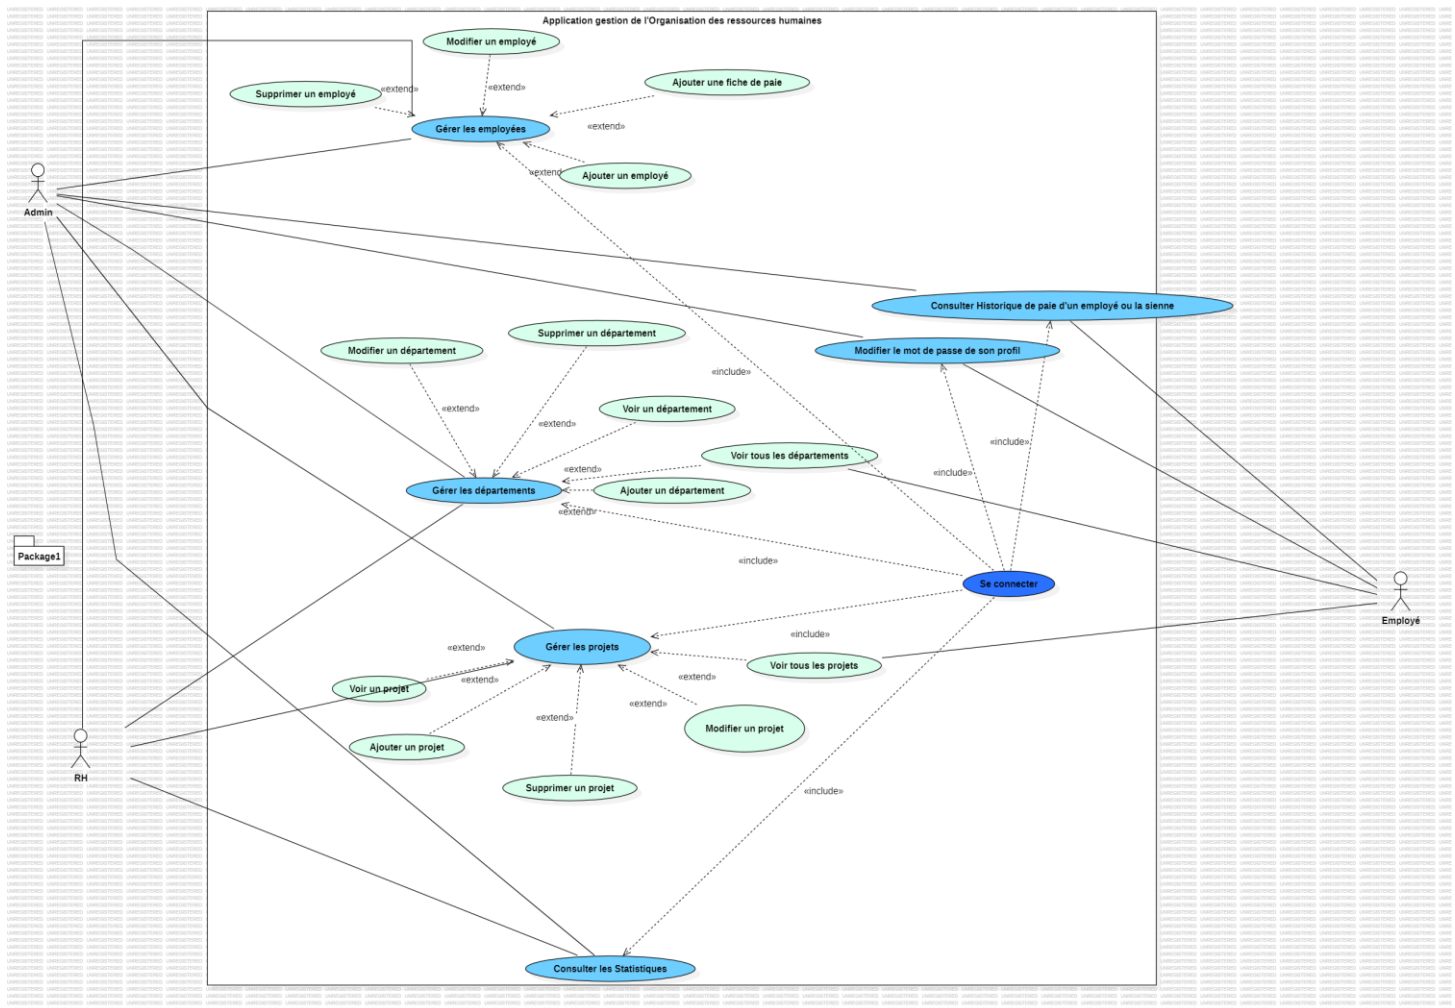 Application gestion de l'Organisation des ressources humaines
Modifier un employé
Supprimer un employé
«extend»
«extend»
Ajouter une fiche de paie
Gérer les employées
«extend»
«extend
Ajouter un employé
Admin
Consulter Historique de paie d'un employé ou la sienne
Supprimer un département
Modifier un département
Modifier le mot de passe de son profil
«include»
Voir un département
«extend»
«extend»
«include»
Voir tous les départements
«extend»
«include»
Gérer les départements
Ajouter un département
«extend»
Package1
«include»
Se connecter
Employé
«include»
Gérer les projets
«extend»
Voir tous les projets
«extend»
«extend»
Voir un projet
«extend»
«extend»
Modifier un projet
Ajouter un projet
RH
Supprimer un projet
«include»
Consulter les Statistiques
UNREGISTERED